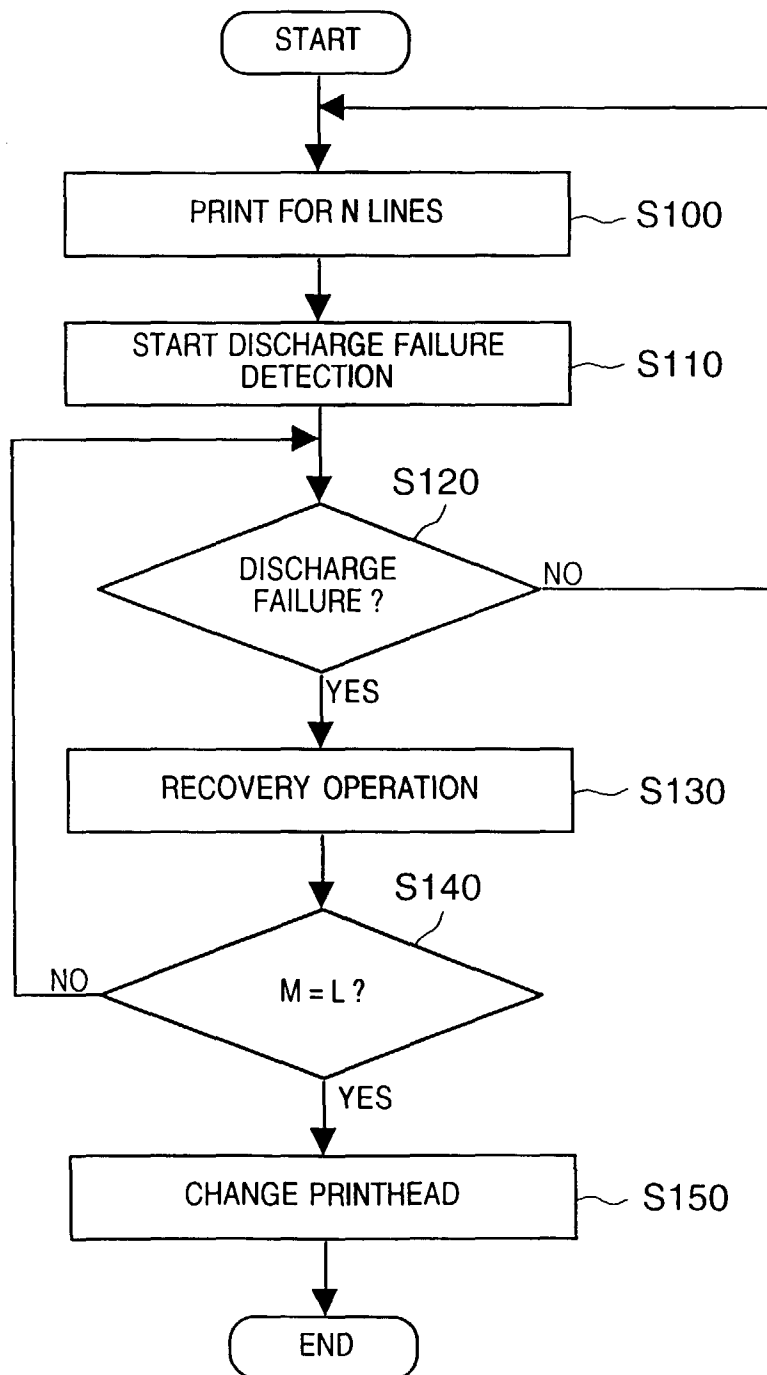 START
PRINT FOR N LINES
S100
START DISCHARGE FAILURE
DETECTION
S110
S120
DISCHARGE
FAILURE ?
NO
YES
RECOVERY OPERATION
S130
S140
NO
M = L ?
YES
CHANGE PRINTHEAD
S150
END